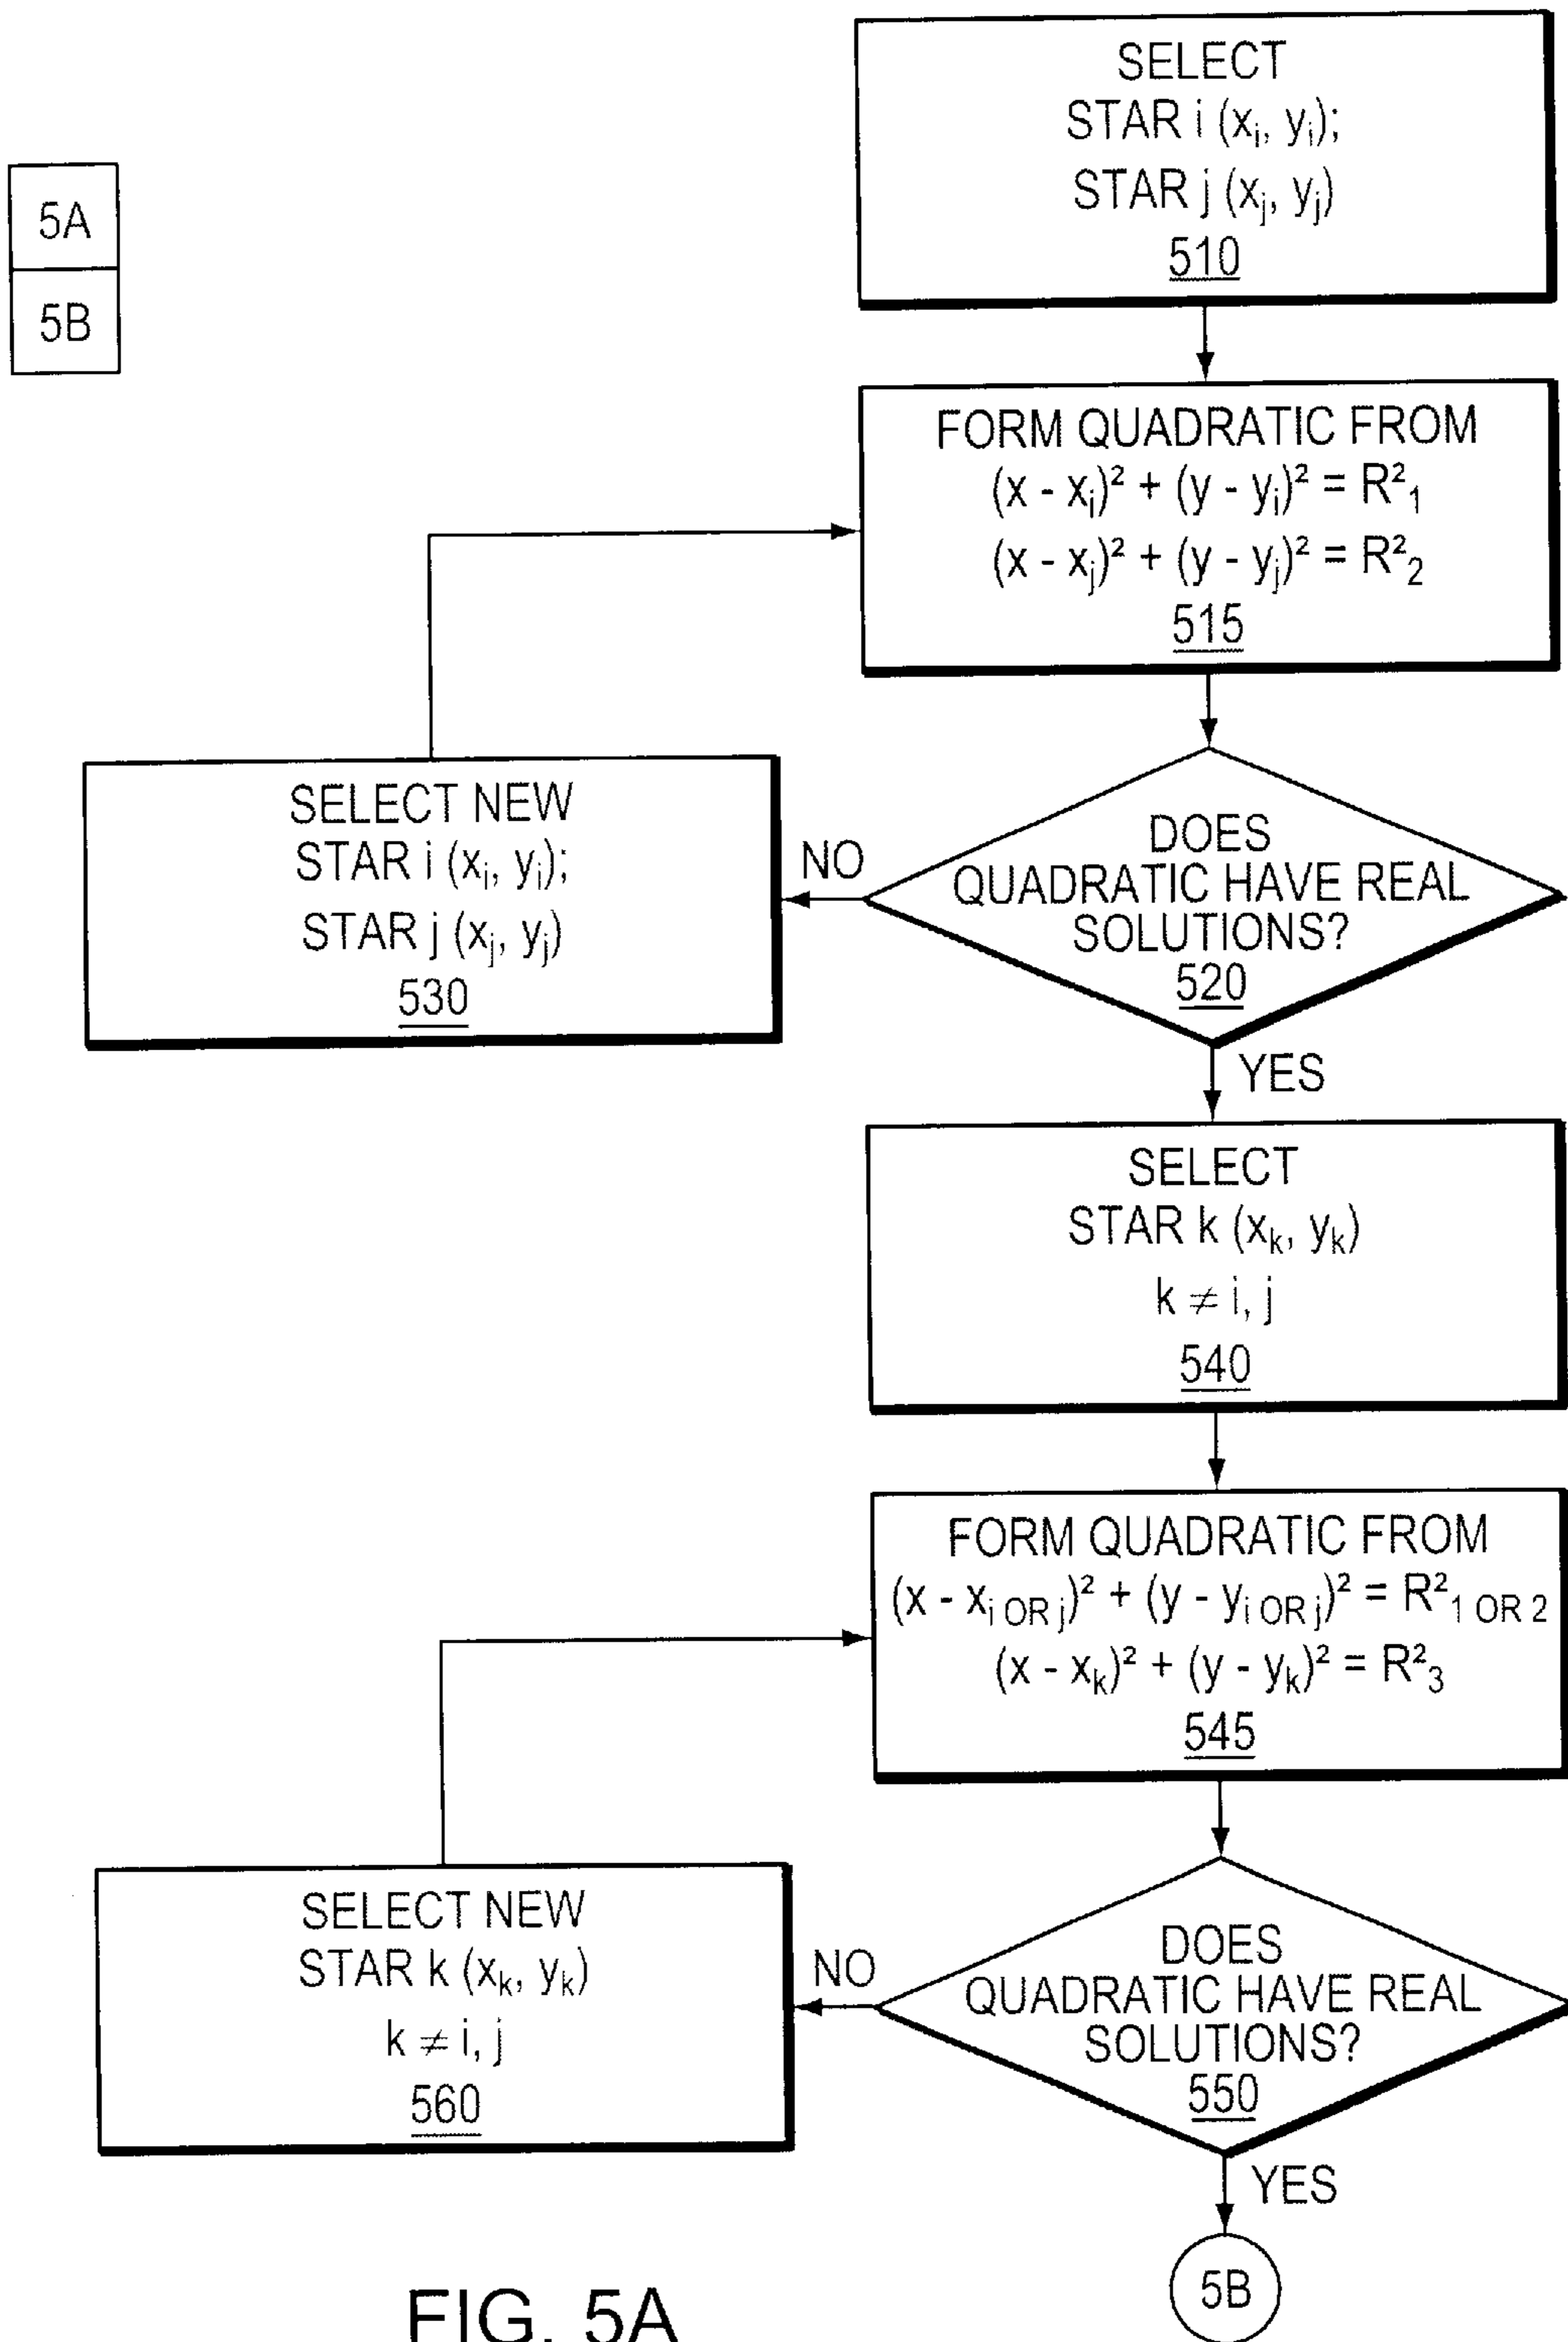 5A
5B
SELECT
STAR i (xᵢ, yᵢ);
STAR j (xⱼ, yⱼ)
510
FORM QUADRATIC FROM
(x - xᵢ)² + (y - yᵢ)² = R²₁
(x - xⱼ)² + (y - yⱼ)² = R²₂
515
DOES
QUADRATIC HAVE REAL
SOLUTIONS?
520
NO
SELECT NEW
STAR i (xᵢ, yᵢ);
STAR j (xⱼ, yⱼ)
530
YES
SELECT
STAR k (xₖ, yₖ)
k ≠ i, j
540
FORM QUADRATIC FROM
(x - x_{i OR j})² + (y - y_{i OR j})² = R²_{1 OR 2}
(x - xₖ)² + (y - yₖ)² = R²₃
545
DOES
QUADRATIC HAVE REAL
SOLUTIONS?
550
NO
SELECT NEW
STAR k (xₖ, yₖ)
k ≠ i, j
560
YES
5B
FIG. 5A